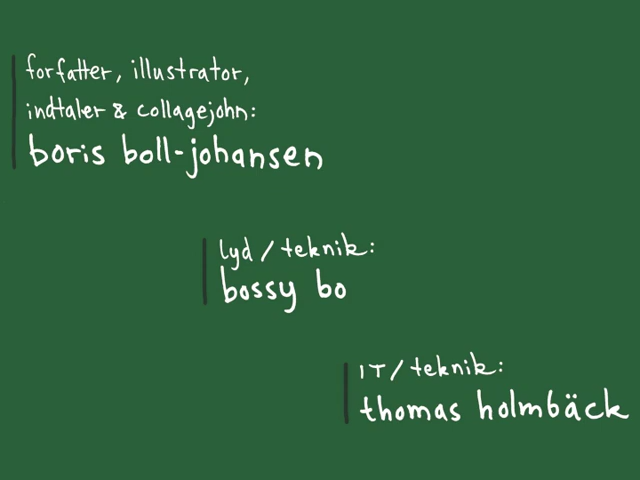 forfatter, illustrator,
indtaler & collagejohn:
boris boll-johansen
lyd / teknik:
bossy bo
IT / teknik:
thomas holmbäck